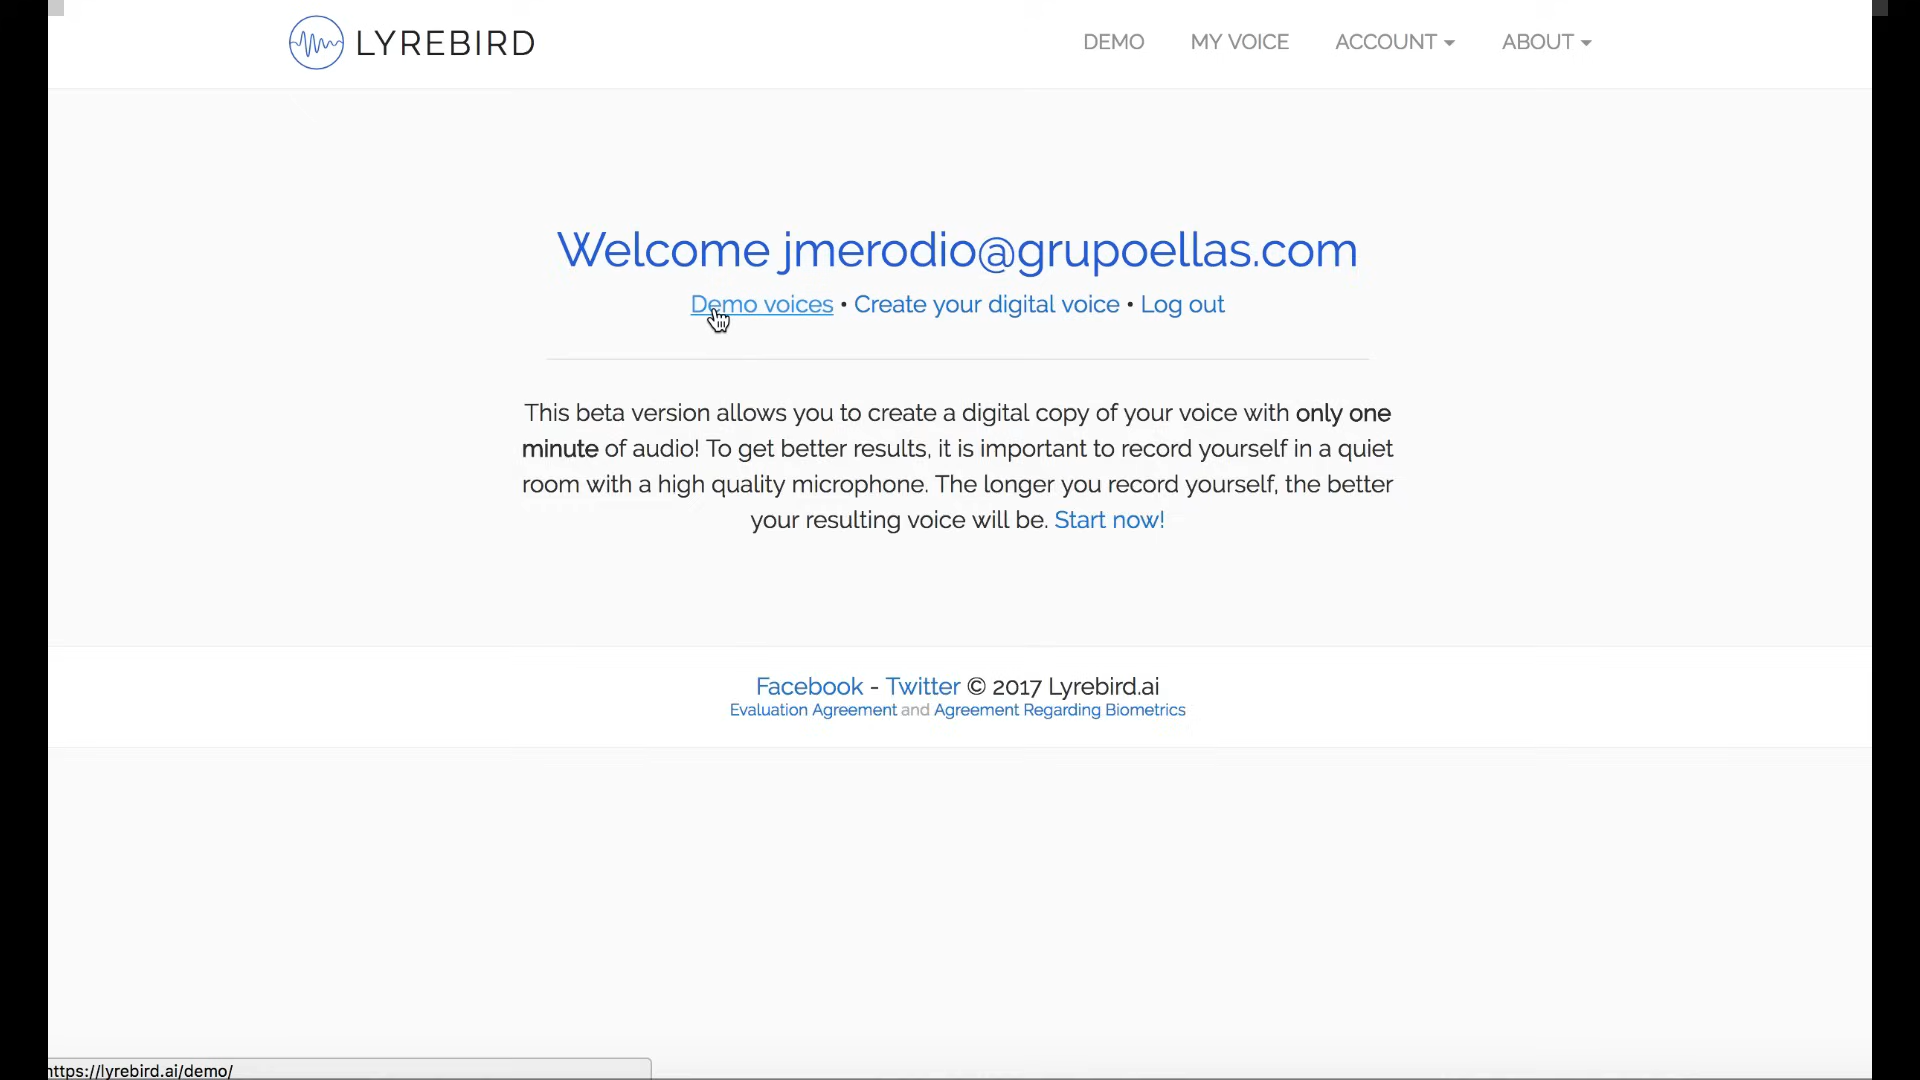 LYREBIRD
DEMO MY VOICE ACCOUNT ABOUT
Welcome jmerodio@grupoellas.com
Demo voices • Create your digital voice • Log out
This beta version allows you to create a digital copy of your voice with only one
minute of audio! To get better results, it is important to record yourself in a quiet
room with a high quality microphone. The longer you record yourself, the better
your resulting voice will be. Start now!
Facebook - Twitter © 2017 Lyrebird.ai
Evaluation Agreement and Agreement Regarding Biometrics
https://lyrebird.ai/demo/